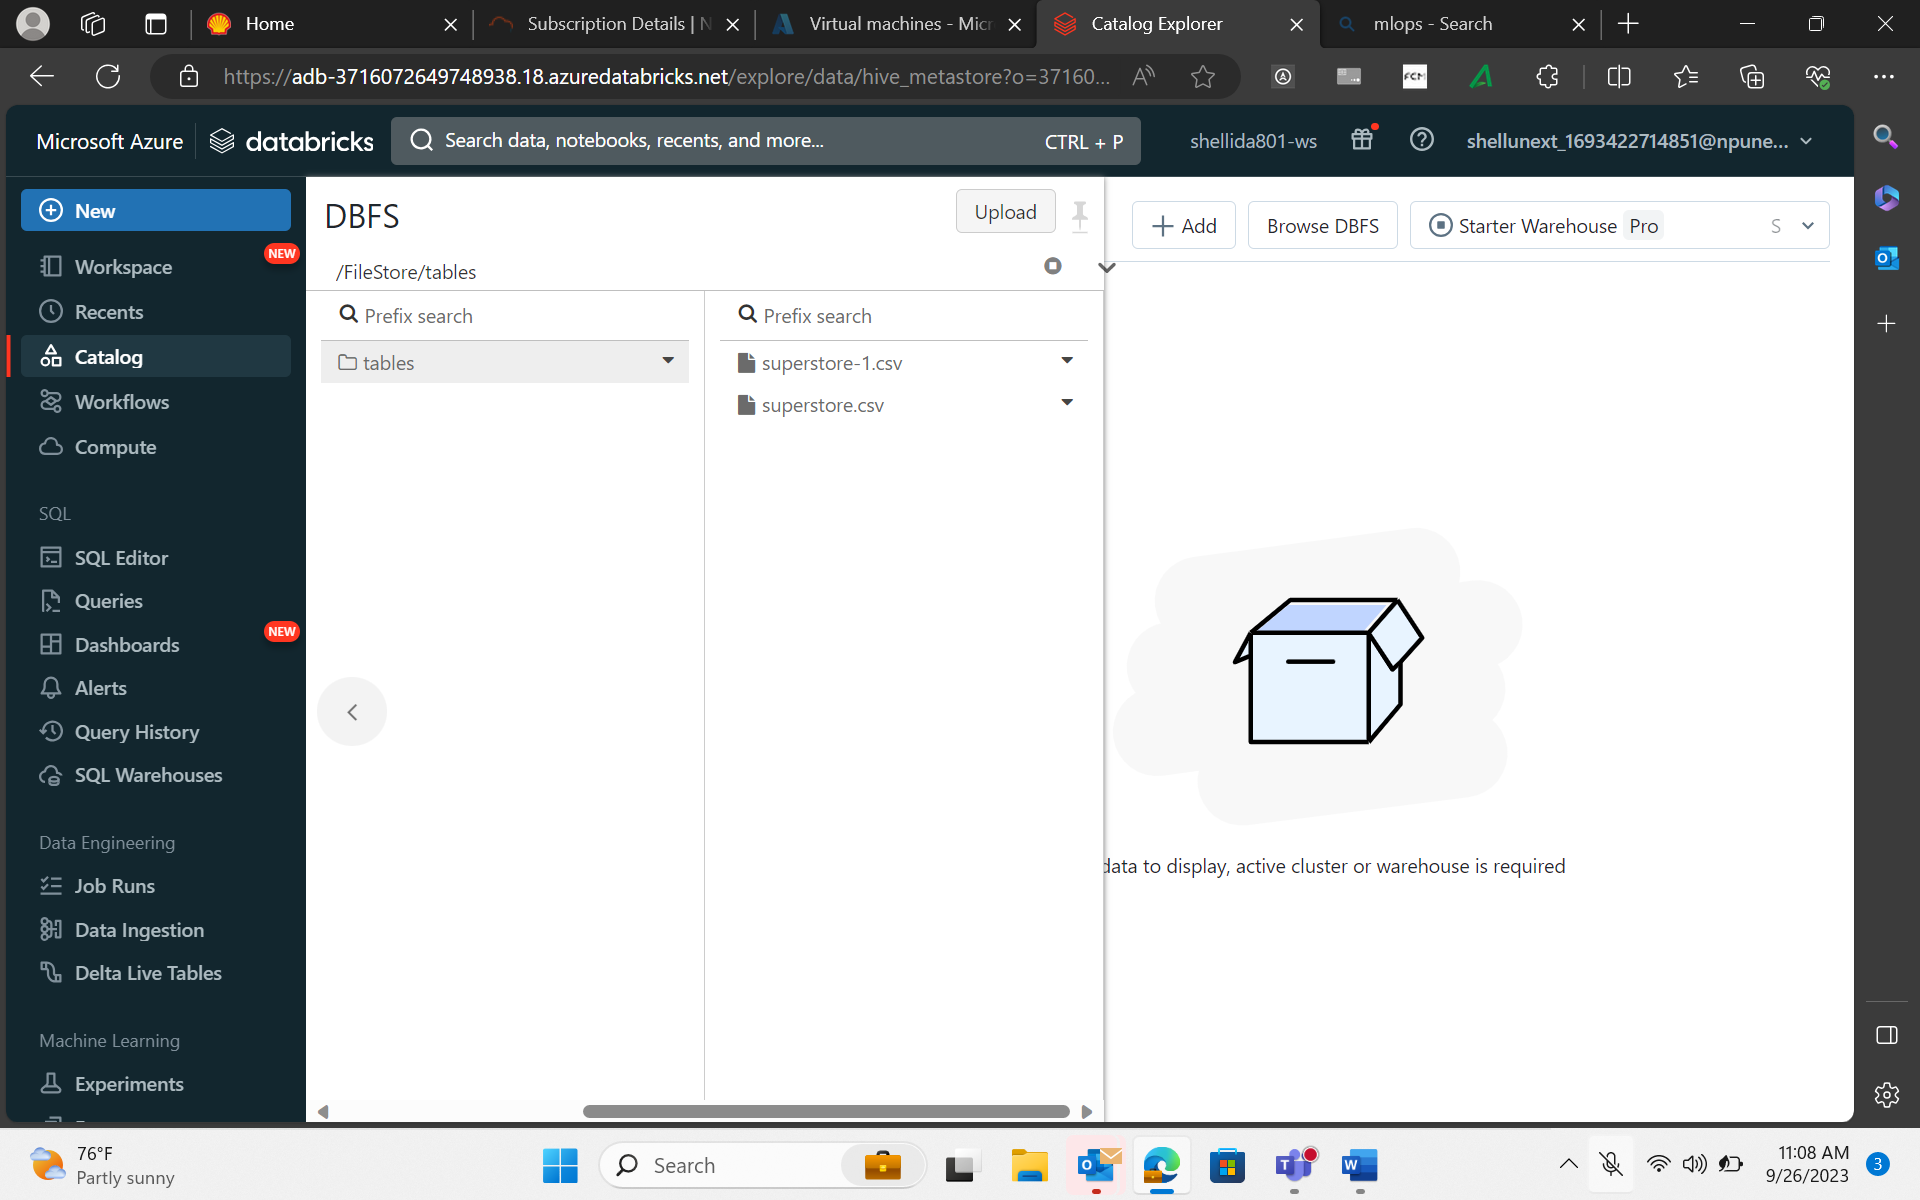 Home
Subscription Details | N
Virtual machines - Micr
Catalog Explorer
mlops - Search
https://adb-3716072649748938.18.azuredatabricks.net/explore/data/hive_metastore?o=37160...
FCM
Microsoft Azure
databricks
Search data, notebooks, recents, and more...
CTRL + P
shellida801-ws
shellunext_1693422714851@npune...
New
Workspace
NEW
Recents
Catalog
Workflows
Compute
SQL
SQL Editor
Queries
Dashboards
NEW
Alerts
Query History
SQL Warehouses
Data Engineering
Job Runs
Data Ingestion
Delta Live Tables
Machine Learning
Experiments
DBFS
Upload
/FileStore/tables
Prefix search
tables
Prefix search
superstore-1.csv
superstore.csv
Add
Browse DBFS
Starter Warehouse Pro
S
data to display, active cluster or warehouse is required
76°F
Partly sunny
Search
11:08 AM
9/26/2023
3